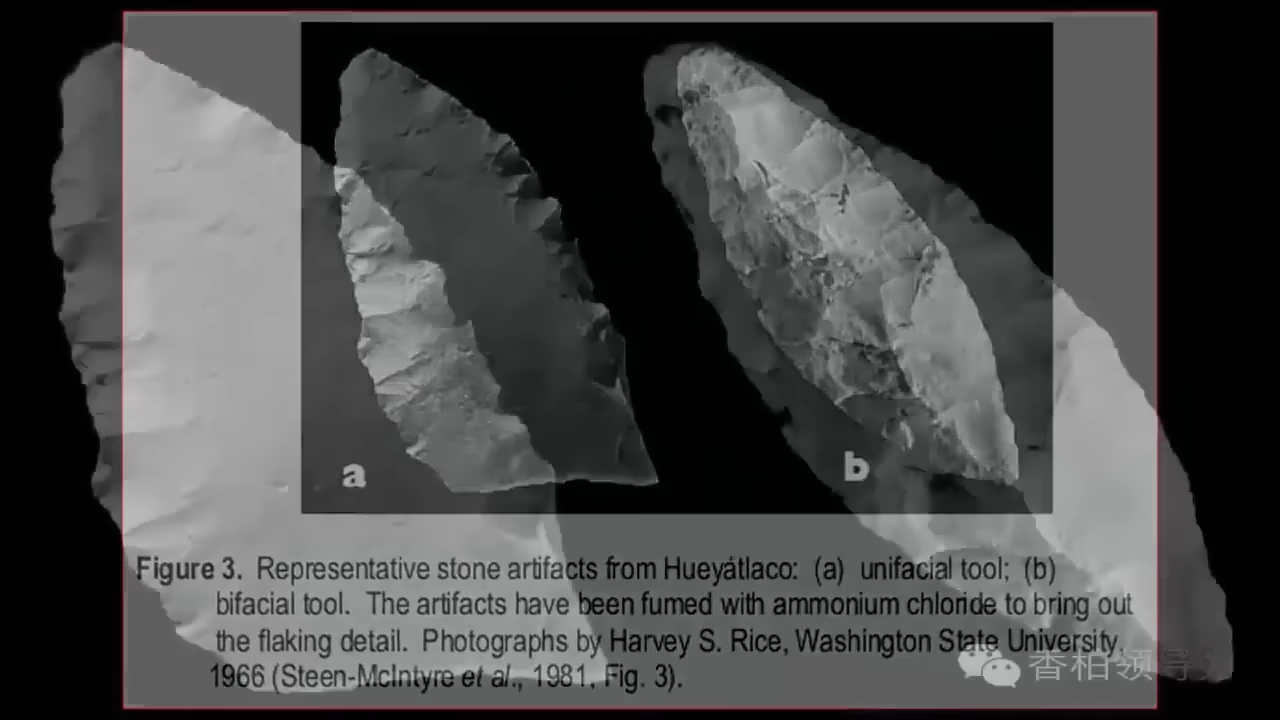 a
b
Figure 3. Representative stone artifacts from Hueyátlaco: (a) unifacial tool; (b)
bifacial tool. The artifacts have been fumed with ammonium chloride to bring out
the flaking detail. Photographs by Harvey S. Rice, Washington State University,
1966 (Steen-McIntyre et al., 1981, Fig. 3).
香柏领导